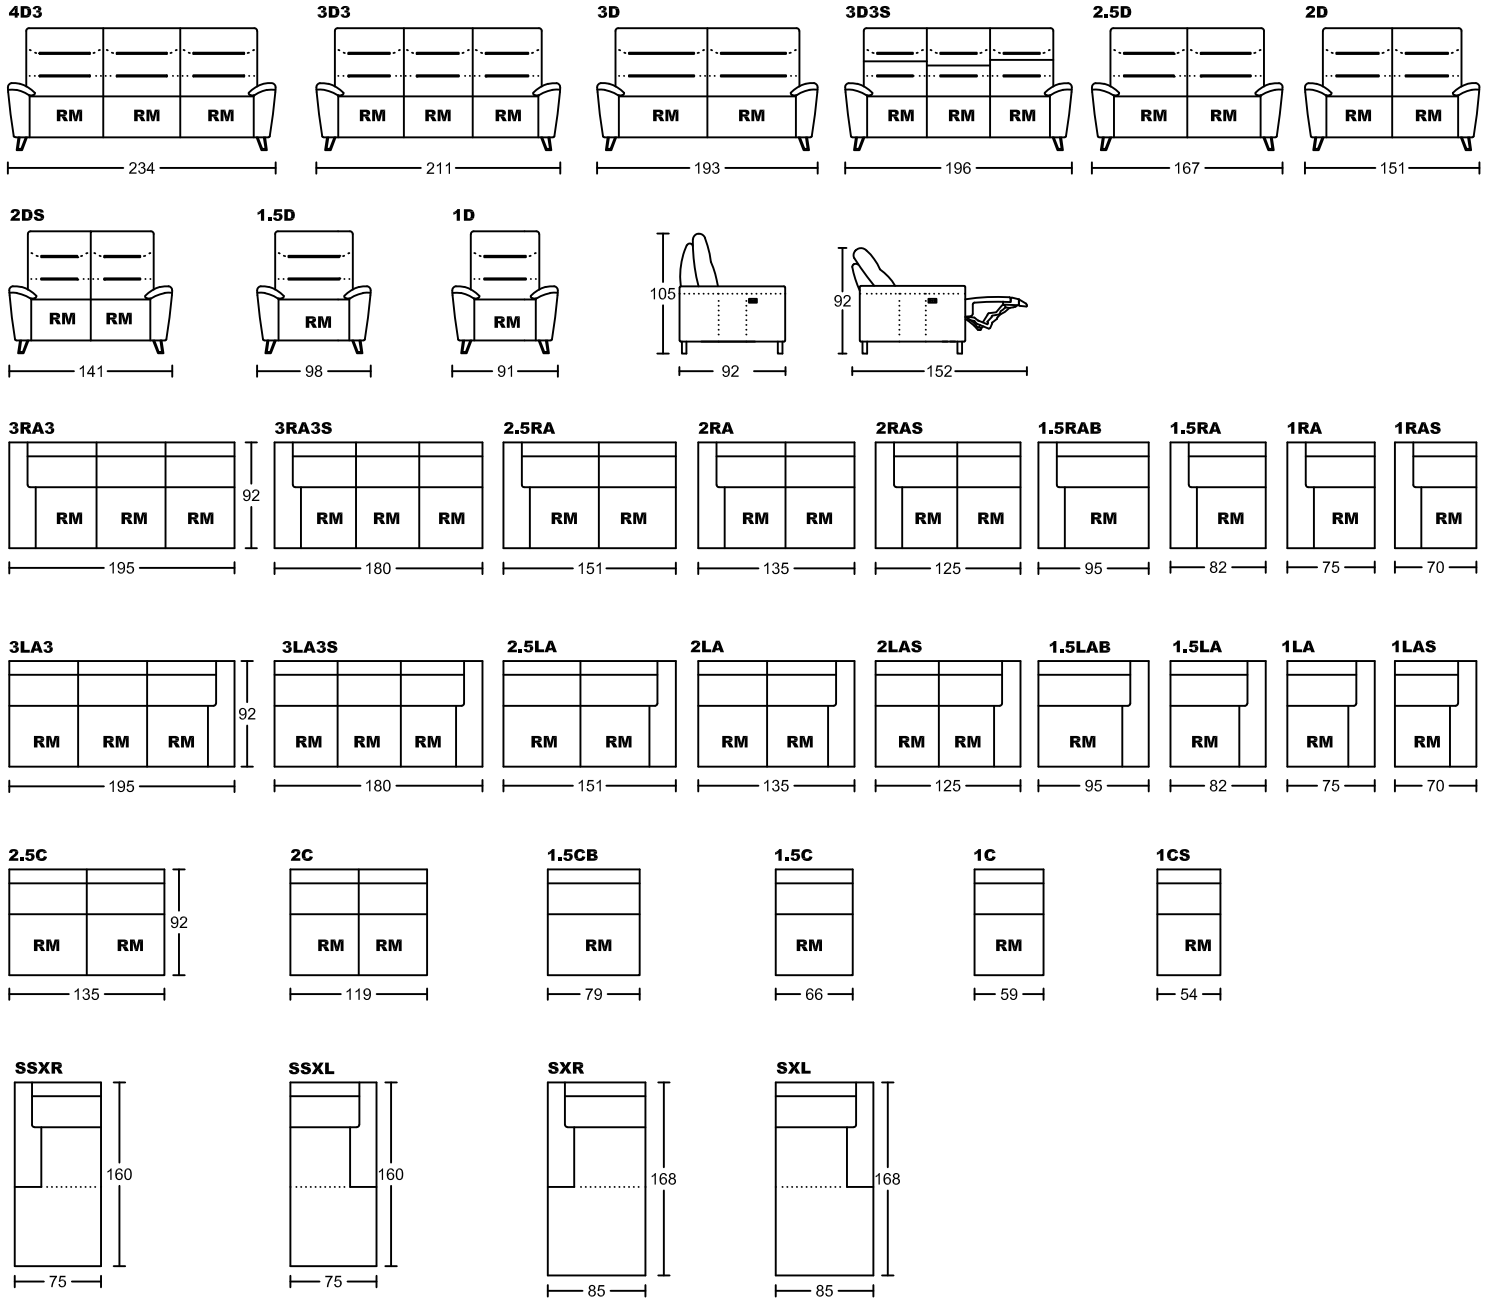 4D3 3D3 3D 3D3S 2.5D 2D
RM RM RM RM RM RM RM RM RM RM RM RM RM RM RM
234 211 193 196 167 151
2DS 1.5D 1D
105 92
RM RM RM RM
141 98 91 92 152
3RA3 3RA3S 2.5RA 2RA 2RAS 1.5RAB 1.5RA 1RA 1RAS
92
RM RM RM RM RM RM RM RM RM RM RM RM RM RM RM RM
195 180 151 135 125 95 82 75 70
3LA3 3LA3S 2.5LA 2LA 2LAS 1.5LAB 1.5LA 1LA 1LAS
92
RM RM RM RM RM RM RM RM RM RM RM RM RM RM RM RM
195 180 151 135 125 95 82 75 70
2.5C 2C 1.5CB 1.5C 1C 1CS
92
RM RM RM RM RM RM RM RM
135 119 79 66 59 54
SSXR SSXL SXR SXL
160 160 168 168
75 75 85 85